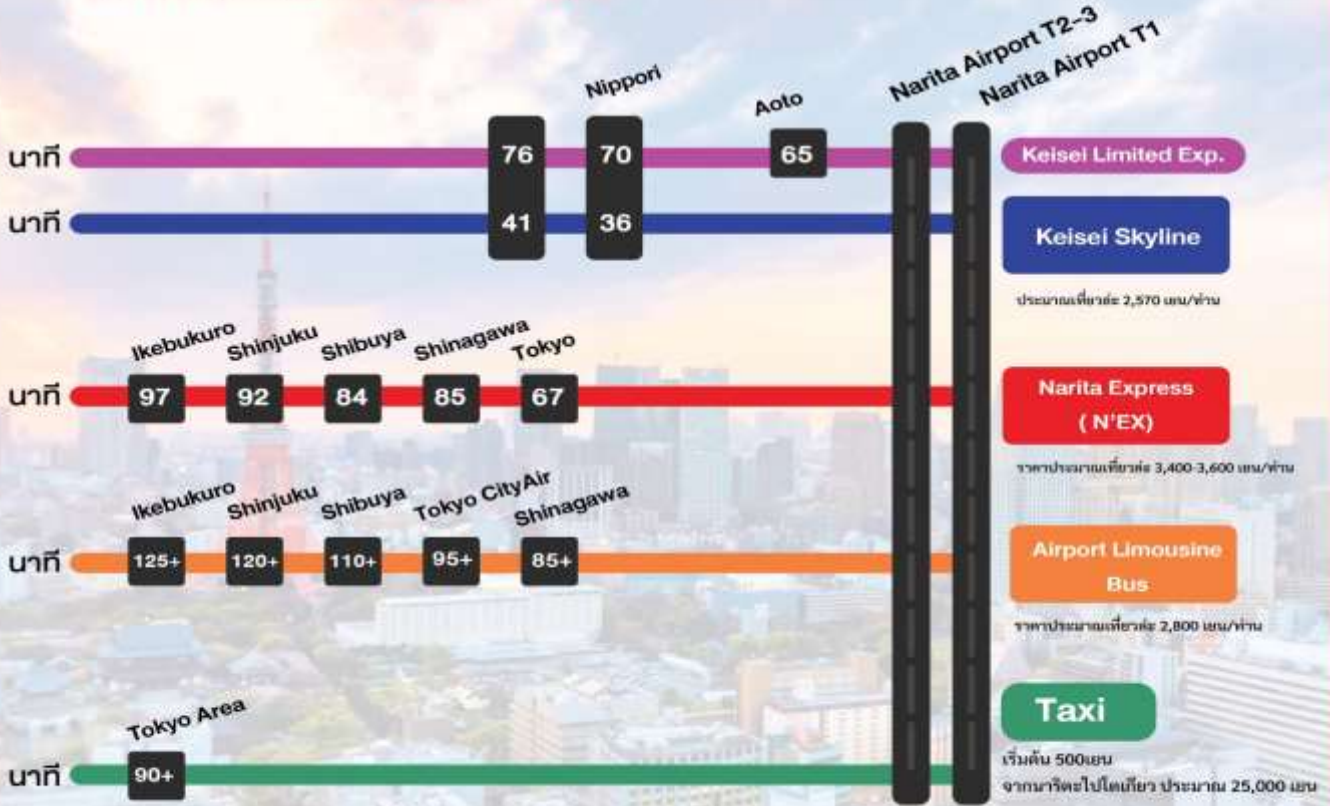 Narita Airport T2-3
Narita Airport T1
Nippori
Aoto
นาที
76
70
65
Keisei Limited Exp.
นาที
41
36
Keisei Skyline
ประมาณเที่ยวล่ะ 2,570 เยน/ท่าน
Ikebukuro
Shinjuku
Shibuya
Shinagawa
Tokyo
นาที
97
92
84
85
67
Narita Express
( N'EX)
ราคาประมาณเที่ยวล่ะ 3,400-3,600 เยน/ท่าน
Ikebukuro
Shinjuku
Shibuya
Tokyo CityAir
Shinagawa
นาที
125+
120+
110+
95+
85+
Airport Limousine
Bus
ราคาประมาณเที่ยวล่ะ 2,800 เยน/ท่าน
Tokyo Area
นาที
90+
Taxi
เริ่มต้น 500เยน
จากนาริตะไปโตเกียว ประมาณ 25,000 เยน